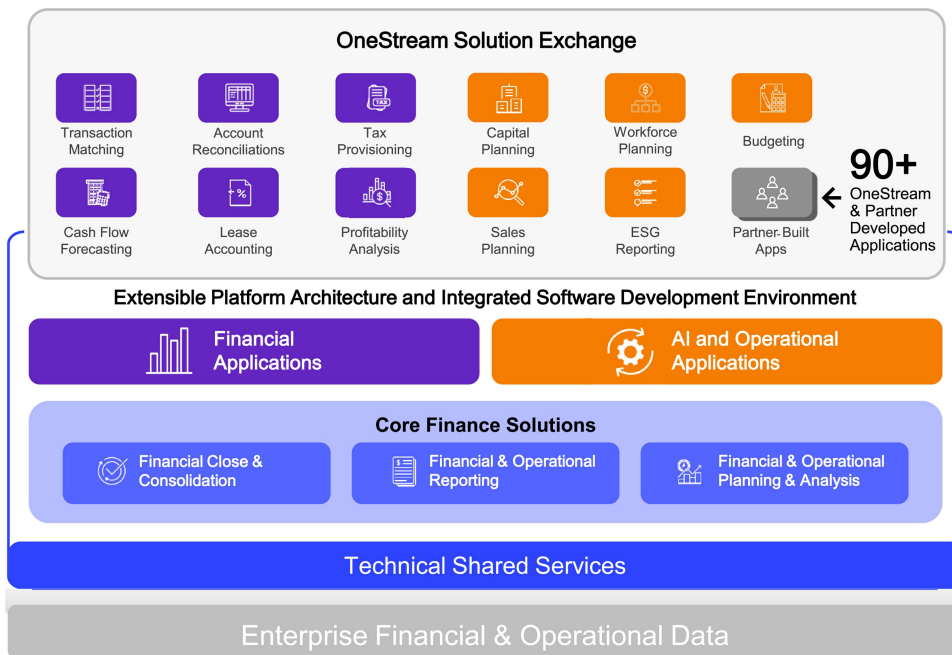 OneStream Solution Exchange
Transaction
Matching
Account
Reconciliations
TAX
Tax
Provisioning
Capital
Planning
$
Workforce
Planning
Budgeting
Cash Flow
Forecasting
%
Lease
Accounting
$
Profitability
Analysis
Sales
Planning
ESG
Reporting
Partner-Built
Apps
90+
OneStream
& Partner
Developed
Applications
Extensible Platform Architecture and Integrated Software Development Environment
Financial
Applications
AI and Operational
Applications
Core Finance Solutions
Financial Close &
Consolidation
$
Financial & Operational
Reporting
Financial & Operational
Planning & Analysis
Technical Shared Services
Enterprise Financial & Operational Data